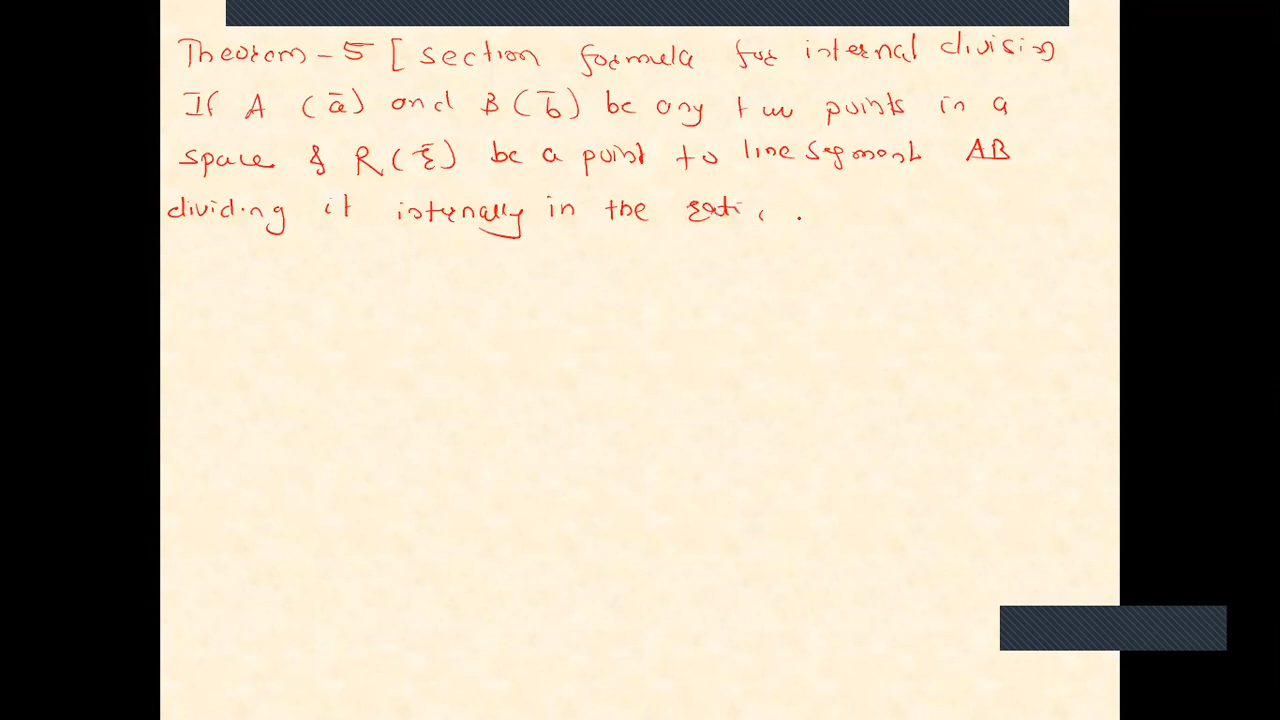 Theorem - 5 [ section formula for internal division
If A (a̅) and B (b̅) be any two points in a
space & R (r̅) be a point to line segment AB
dividing it internally in the ratio